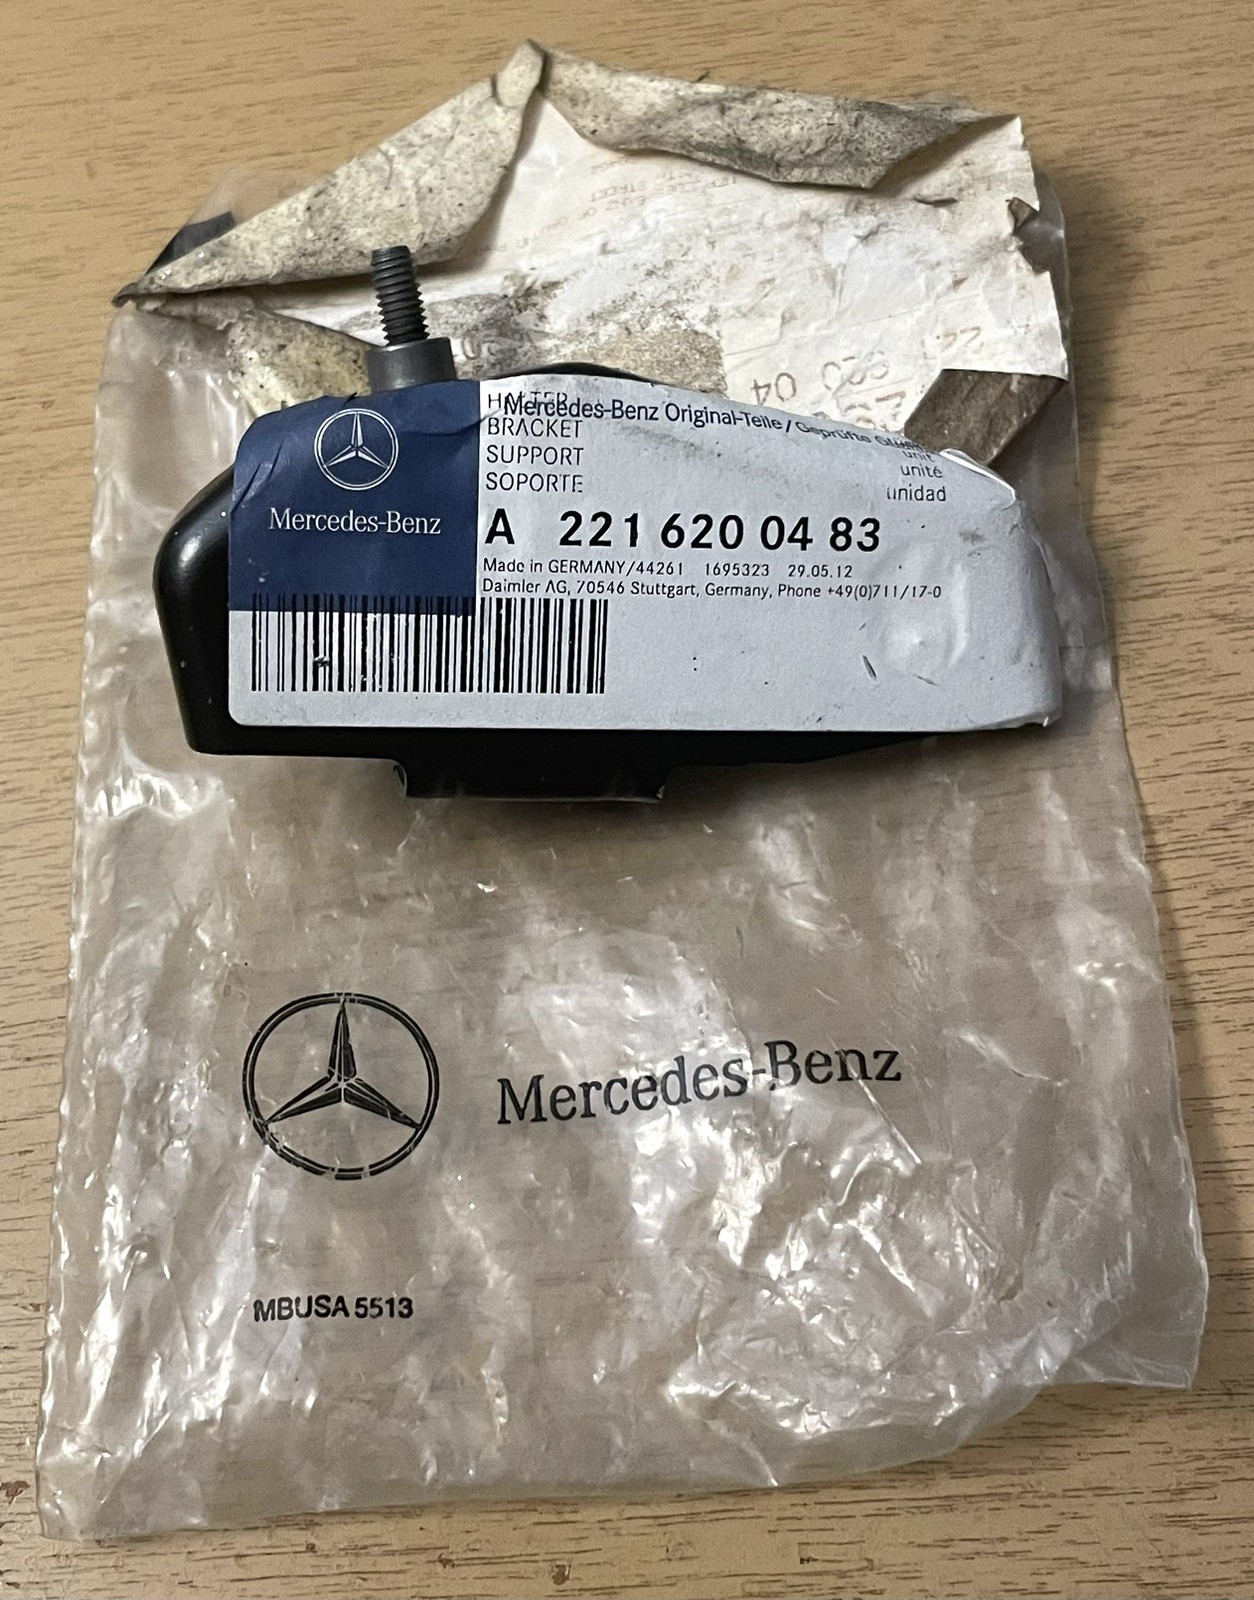 HALTER
Mercedes-Benz Original-Teile / Geprüfte
BRACKET
unit
SUPPORT
unité
SOPORTE
unidad
Mercedes-Benz
A 221 620 04 83
Made in GERMANY/44261 1695323 29.05.12
Daimler AG, 70546 Stuttgart, Germany, Phone +49(0)711/17-0
Mercedes-Benz
MBUSA 5513